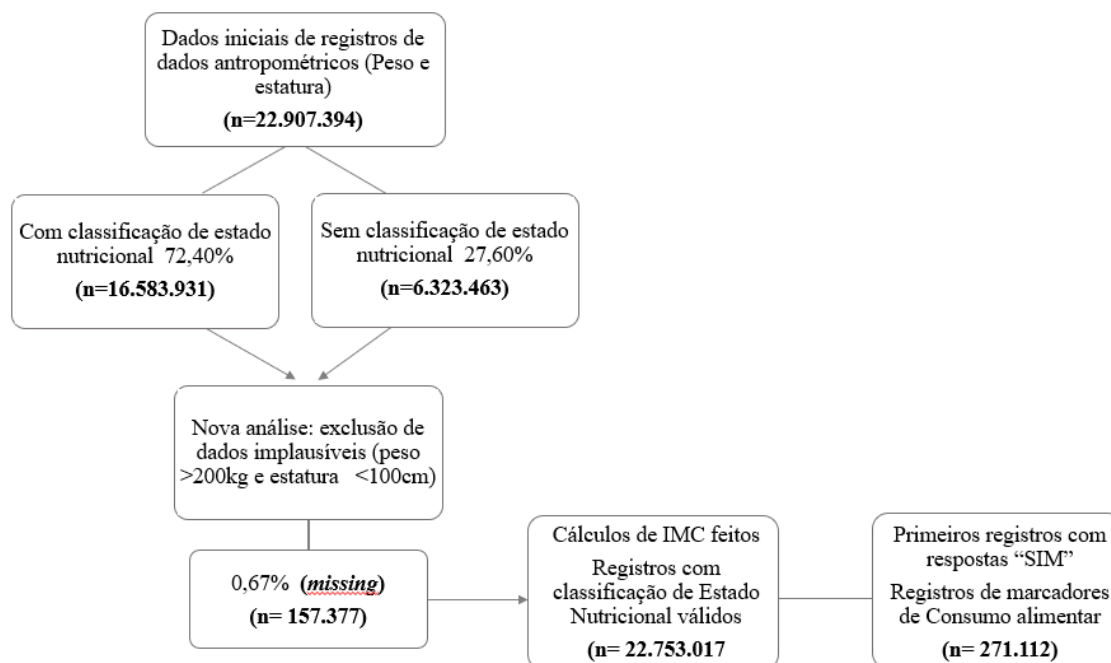 Dados iniciais de registros de
dados antropométricos (Peso e
estatura)
(n=22.907.394)
Com classificação de estado
nutricional 72,40%
(n=16.583.931)
Sem classificação de estado
nutricional 27,60%
(n=6.323.463)
Nova análise: exclusão de
dados implausíveis (peso
>200kg e estatura <100cm)
0,67% (missing)
(n= 157.377)
Cálculos de IMC feitos
Registros com
classificação de Estado
Nutricional válidos
(n= 22.753.017
Primeiros registros com
respostas “SIM”
Registros de marcadores
de Consumo alimentar
(n= 271.112)